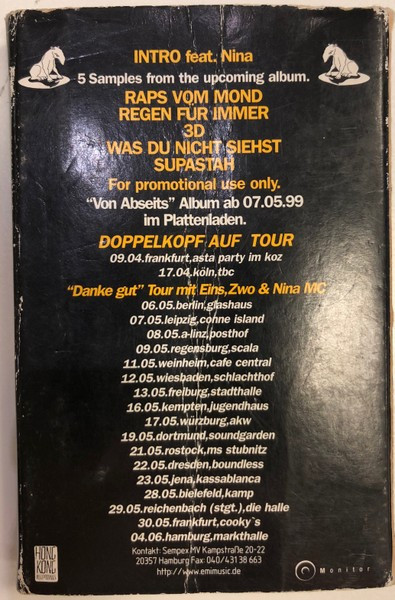 INTRO feat. Nina
5 Samples from the upcoming album.
RAPS VOM MOND
REGEN FÜR IMMER
3D
WAS DU NICHT SIEHST
SUPASTAH
For promotional use only.
"Von Abseits" Album ab 07.05.99
im Plattenladen.
DOPPELKOPF AUF TOUR
09.04.frankfurt,asta party im koz
17.04.köln,tbc
"Danke gut" Tour mit Eins,Zwo & Nina MC
06.05.berlin,glashaus
07.05.leipzig,conne island
08.05.a-linz,posthof
09.05.regensburg,scala
11.05.weinheim,cafe central
12.05.wiesbaden,schlachthof
13.05.freiburg,stadthalle
16.05.kempten,jugendhaus
17.05.würzburg,akw
19.05.dortmund,soundgarden
21.05.rostock,ms stubnitz
22.05.dresden,boundless
23.05.jena,kassablanca
28.05.bielefeld,kamp
29.05.reichenbach (stgt.),die halle
30.05.frankfurt,cooky`s
04.06.hamburg,markthalle
Kontakt: Sempex MV Kampstraße 20-22
20357 Hamburg Fax: 040/431 38 663
HONG
KONG
Monitor